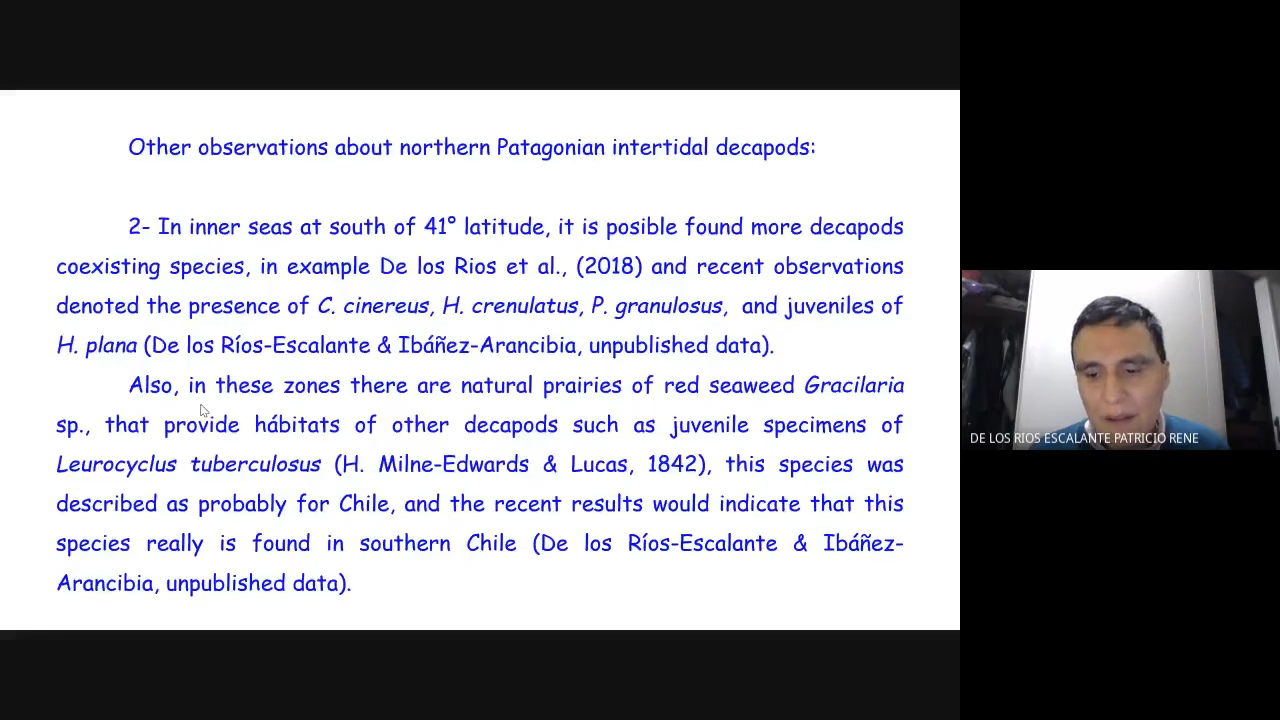 Other observations about northern Patagonian intertidal decapods:
2- In inner seas at south of 41° latitude, it is posible found more decapods
coexisting species, in example De los Rios et al., (2018) and recent observations
denoted the presence of C. cinereus, H. crenulatus, P. granulosus, and juveniles of
H. plana (De los Ríos-Escalante & Ibáñez-Arancibia, unpublished data).
Also, in these zones there are natural prairies of red seaweed Gracilaria
sp., that provide hábitats of other decapods such as juvenile specimens of
Leurocyclus tuberculosus (H. Milne-Edwards & Lucas, 1842), this species was
described as probably for Chile, and the recent results would indicate that this
species really is found in southern Chile (De los Ríos-Escalante & Ibáñez-
Arancibia, unpublished data).
DE LOS RIOS ESCALANTE PATRICIO RENE